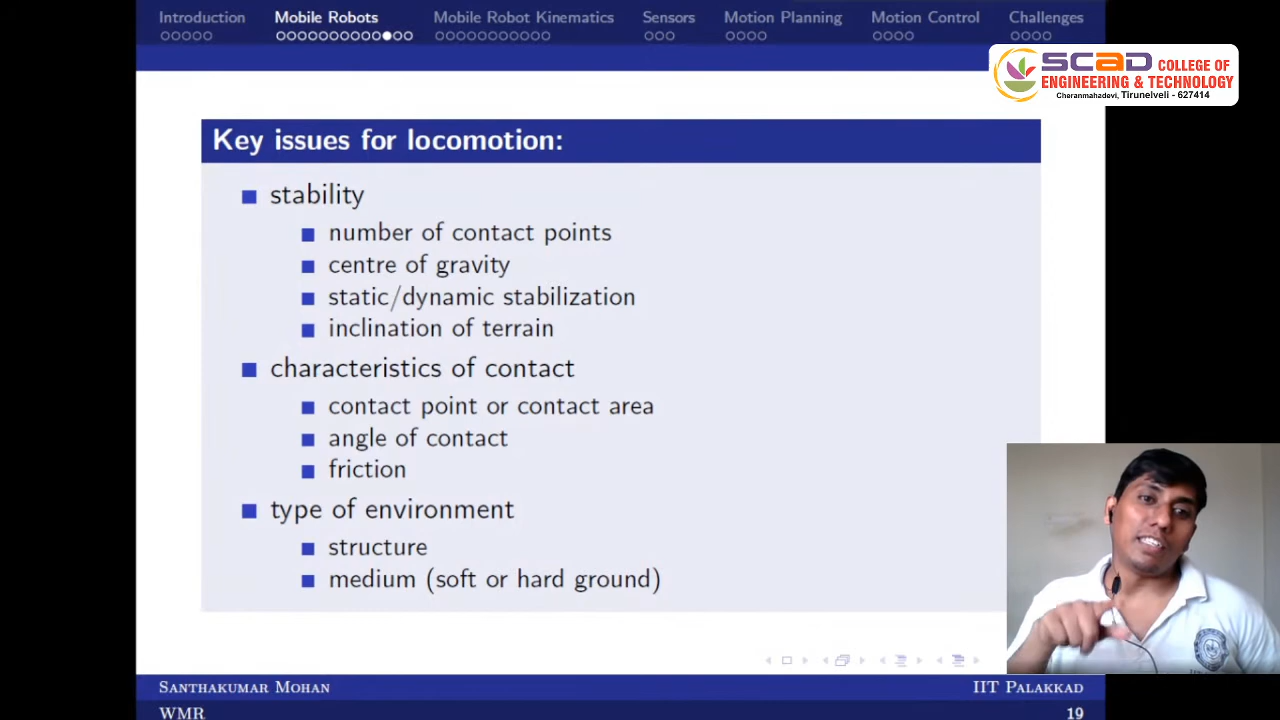 Introduction
Mobile Robots
Mobile Robot Kinematics
Sensors
Motion Planning
Motion Control
Challenges
SCAD COLLEGE OF
ENGINEERING & TECHNOLOGY
Cheranmahadevi, Tirunelveli - 627414
Key issues for locomotion:
stability
number of contact points
centre of gravity
static/dynamic stabilization
inclination of terrain
characteristics of contact
contact point or contact area
angle of contact
friction
type of environment
structure
medium (soft or hard ground)
Santhakumar Mohan
IIT Palakkad
WMR
19